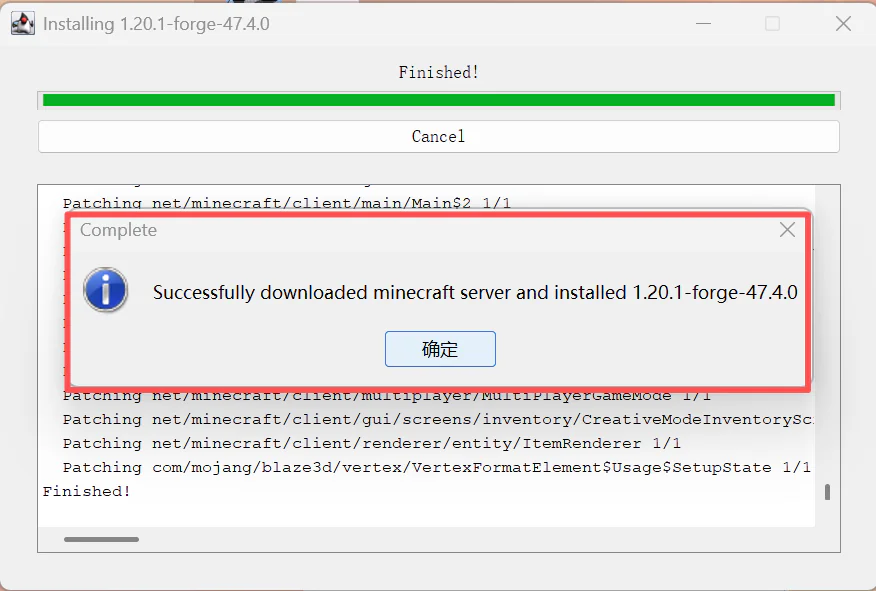 Installing 1.20.1-forge-47.4.0
Finished!
Cancel
Patching net/minecraft/client/main/Main$2 1/1
Complete
Successfully downloaded minecraft server and installed 1.20.1-forge-47.4.0
确定
Patching net/minecraft/client/multiplayer/MultiPlayerGameMode 1/1
Patching net/minecraft/client/gui/screens/inventory/CreativeModeInventorySc
Patching net/minecraft/client/renderer/entity/ItemRenderer 1/1
Patching com/mojang/blaze3d/vertex/VertexFormatElement$Usage$SetupState 1/1
Finished!